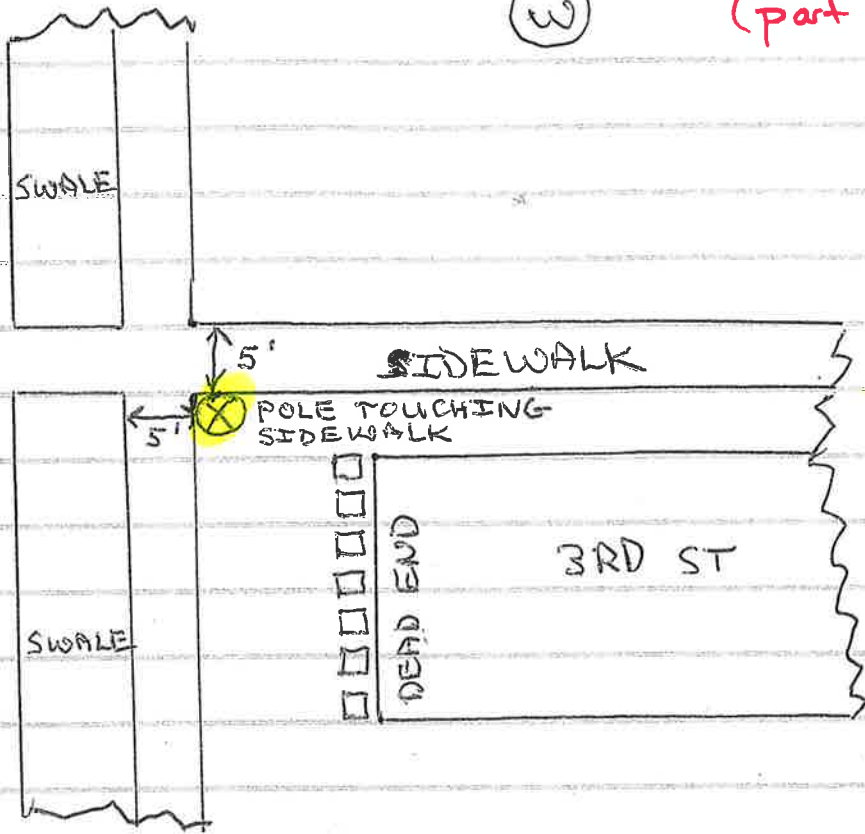 W
(part
SWALE
5'
SIDEWALK
5'
X
POLE TOUCHING
SIDEWALK
3RD ST
DEAD END
SWALE